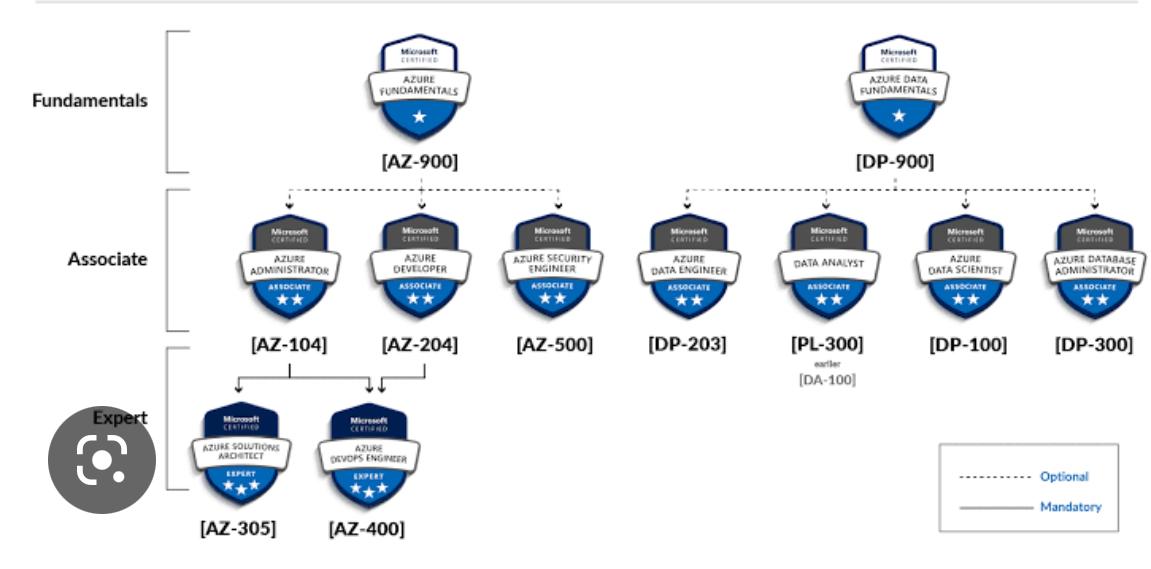 Fundamentals
Microsoft
CERTIFIED
AZURE
FUNDAMENTALS
[AZ-900]
Microsoft
CERTIFIED
AZURE DATA
FUNDAMENTALS
[DP-900]
Associate
Microsoft
CERTIFIED
AZURE
ADMINISTRATOR
ASSOCIATE
[AZ-104]
Microsoft
CERTIFIED
AZURE
DEVELOPER
ASSOCIATE
[AZ-204]
Microsoft
CERTIFIED
AZURE SECURITY
ENGINEER
ASSOCIATE
[AZ-500]
Microsoft
CERTIFIED
AZURE
DATA ENGINEER
ASSOCIATE
[DP-203]
Microsoft
CERTIFIED
DATA ANALYST
ASSOCIATE
[PL-300]
earlier
[DA-100]
Microsoft
CERTIFIED
AZURE
DATA SCIENTIST
ASSOCIATE
[DP-100]
Microsoft
CERTIFIED
AZURE DATABASE
ADMINISTRATOR
ASSOCIATE
[DP-300]
Expert
Microsoft
CERTIFIED
AZURE SOLUTIONS
ARCHITECT
EXPERT
[AZ-305]
Microsoft
CERTIFIED
AZURE
DEVOPS ENGINEER
EXPERT
[AZ-400]
Optional
Mandatory